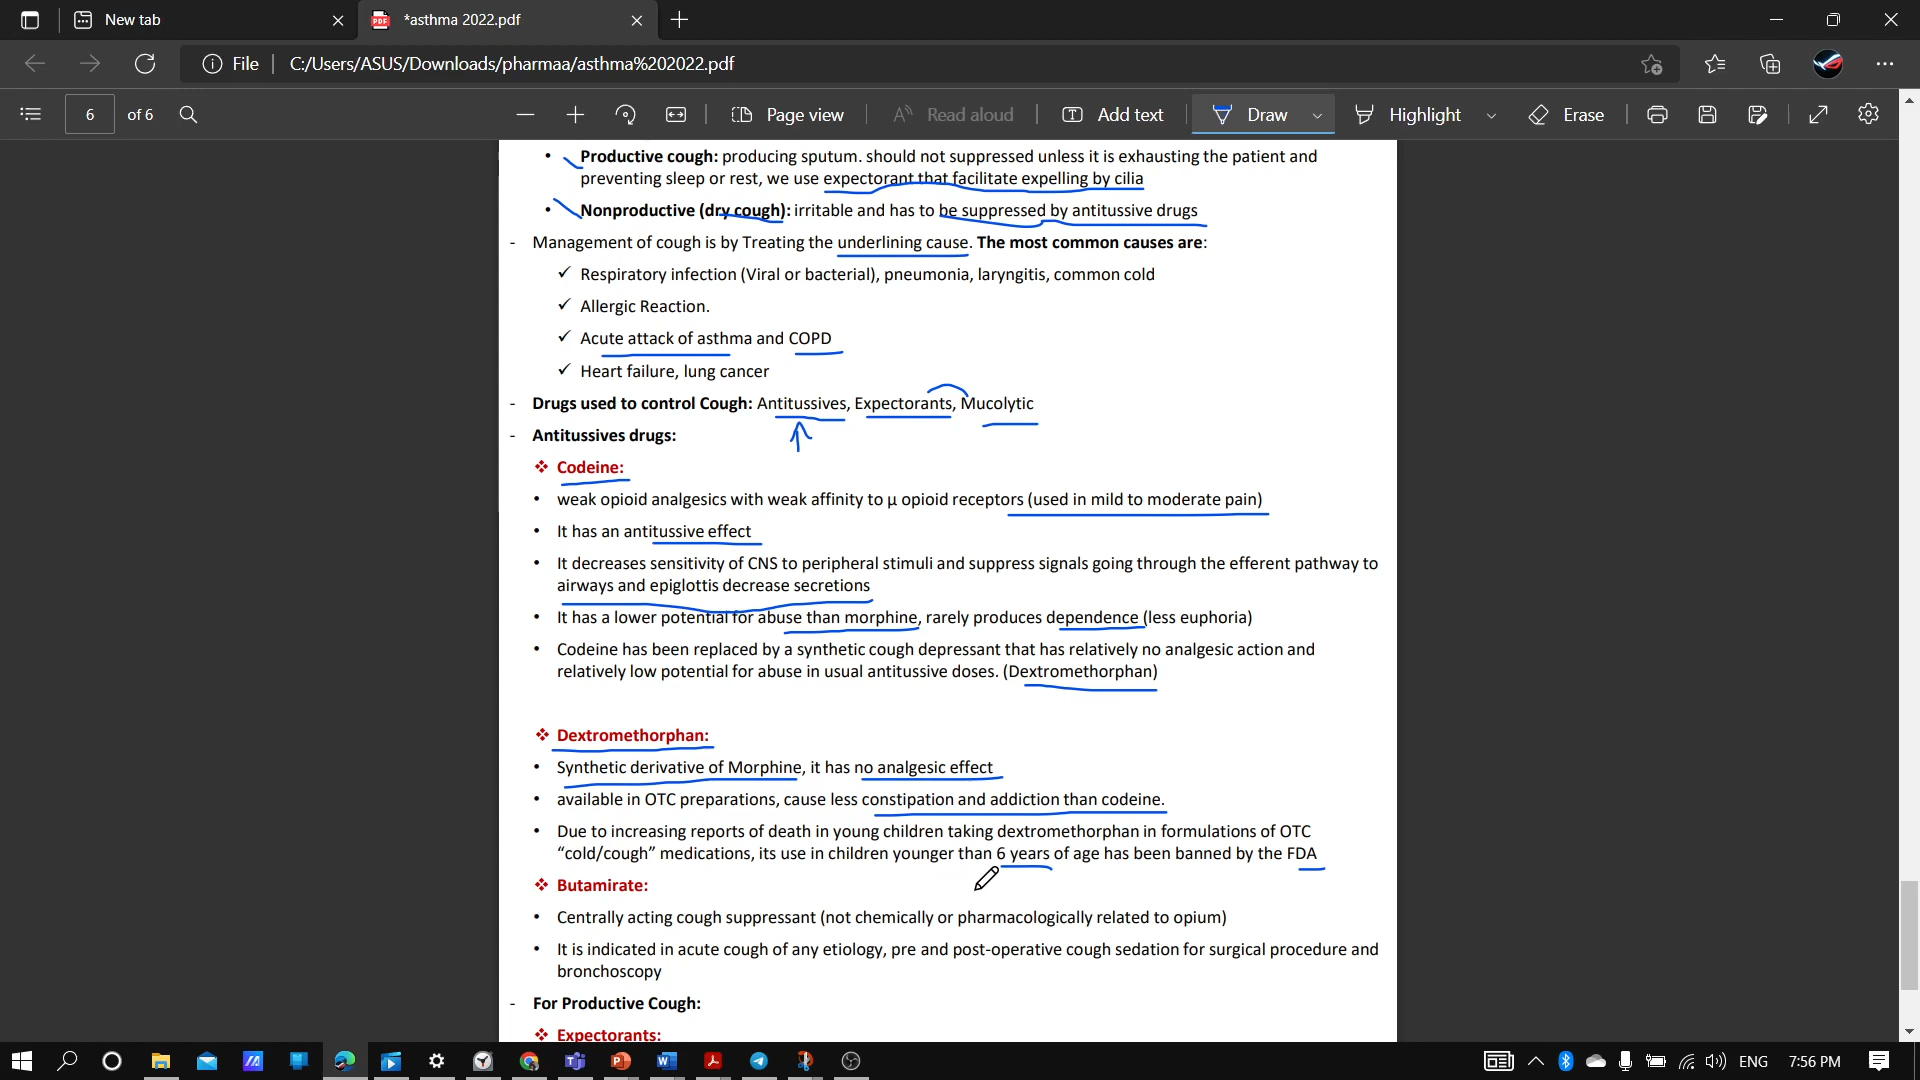 New tab
*asthma 2022.pdf
File
C:/Users/ASUS/Downloads/pharmaa/asthma%202022.pdf
6 of 6
Page view
Read aloud
Add text
Draw
Highlight
Erase
• Productive cough: producing sputum. should not suppressed unless it is exhausting the patient and
preventing sleep or rest, we use expectorant that facilitate expelling by cilia
• Nonproductive (dry cough): irritable and has to be suppressed by antitussive drugs
- Management of cough is by Treating the underlining cause. The most common causes are:
✓ Respiratory infection (Viral or bacterial), pneumonia, laryngitis, common cold
✓ Allergic Reaction.
✓ Acute attack of asthma and COPD
✓ Heart failure, lung cancer
- Drugs used to control Cough: Antitussives, Expectorants, Mucolytic
- Antitussives drugs:
❖ Codeine:
• weak opioid analgesics with weak affinity to μ opioid receptors (used in mild to moderate pain)
• It has an antitussive effect
• It decreases sensitivity of CNS to peripheral stimuli and suppress signals going through the efferent pathway to
airways and epiglottis decrease secretions
• It has a lower potential for abuse than morphine, rarely produces dependence (less euphoria)
• Codeine has been replaced by a synthetic cough depressant that has relatively no analgesic action and
relatively low potential for abuse in usual antitussive doses. (Dextromethorphan)
❖ Dextromethorphan:
• Synthetic derivative of Morphine, it has no analgesic effect
• available in OTC preparations, cause less constipation and addiction than codeine.
• Due to increasing reports of death in young children taking dextromethorphan in formulations of OTC
“cold/cough” medications, its use in children younger than 6 years of age has been banned by the FDA
❖ Butamirate:
• Centrally acting cough suppressant (not chemically or pharmacologically related to opium)
• It is indicated in acute cough of any etiology, pre and post-operative cough sedation for surgical procedure and
bronchoscopy
- For Productive Cough:
❖ Expectorants:
ENG
7:56 PM